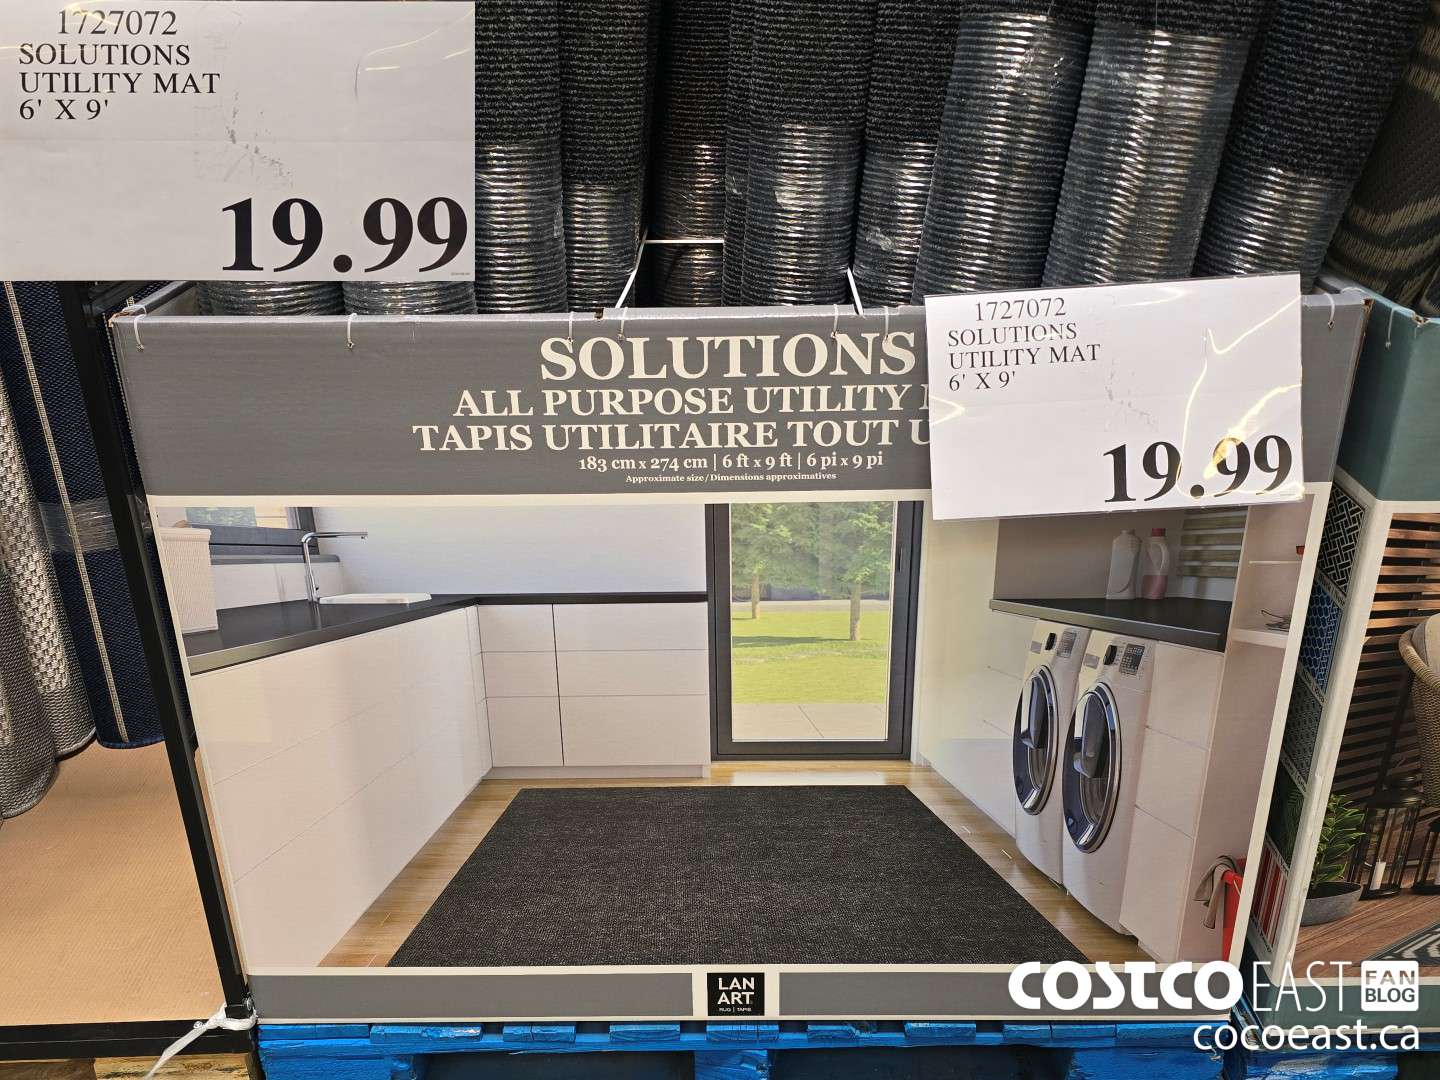 1727072
SOLUTIONS
UTILITY MAT
6' X 9'
19.99
1727072
SOLUTIONS
UTILITY MAT
6' X 9'
19.99
SOLUTIONS
ALL PURPOSE UTILITY
TAPIS UTILITAIRE TOUT U
183 cm x 274 cm | 6 ft x 9 ft | 6 pi x 9 pi
Approximate size / Dimensions approximatives
LAN
ART
RUG | TAPIS
COSTCO EAST FAN BLOG
cocoeast.ca